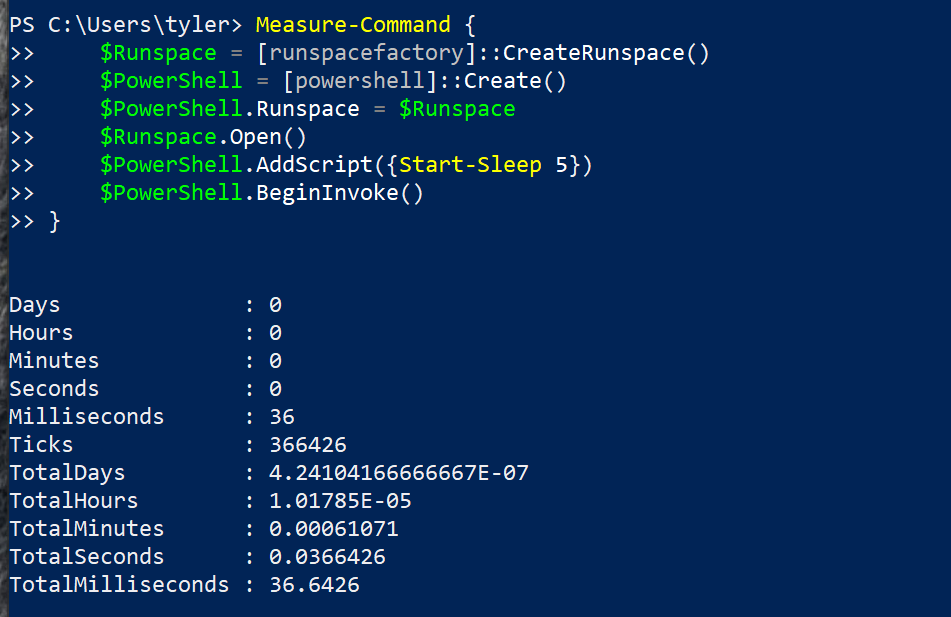 PS C:\Users\tyler> Measure-Command {
>>     $Runspace = [runspacefactory]::CreateRunspace()
>>     $PowerShell = [powershell]::Create()
>>     $PowerShell.Runspace = $Runspace
>>     $Runspace.Open()
>>     $PowerShell.AddScript({Start-Sleep 5})
>>     $PowerShell.BeginInvoke()
>> }
Days              : 0
Hours             : 0
Minutes           : 0
Seconds           : 0
Milliseconds      : 36
Ticks             : 366426
TotalDays         : 4.24104166666667E-07
TotalHours        : 1.01785E-05
TotalMinutes      : 0.00061071
TotalSeconds      : 0.0366426
TotalMilliseconds : 36.6426